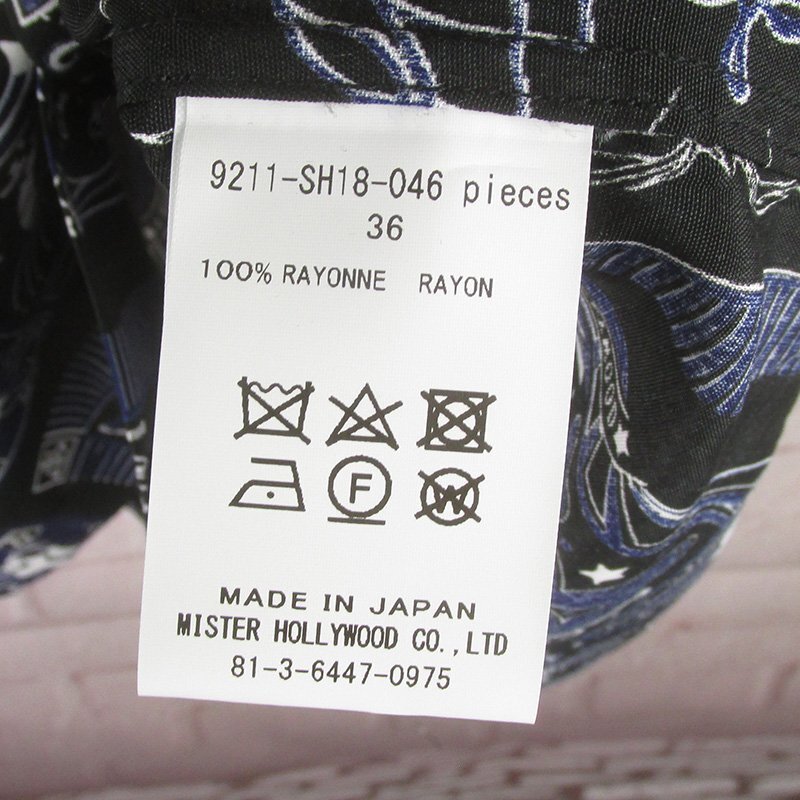 9211-SH18-046 pieces
36
100% RAYONNE RAYON
F
W
MADE IN JAPAN
MISTER HOLLYWOOD CO.,LTD
81-3-6447-0975